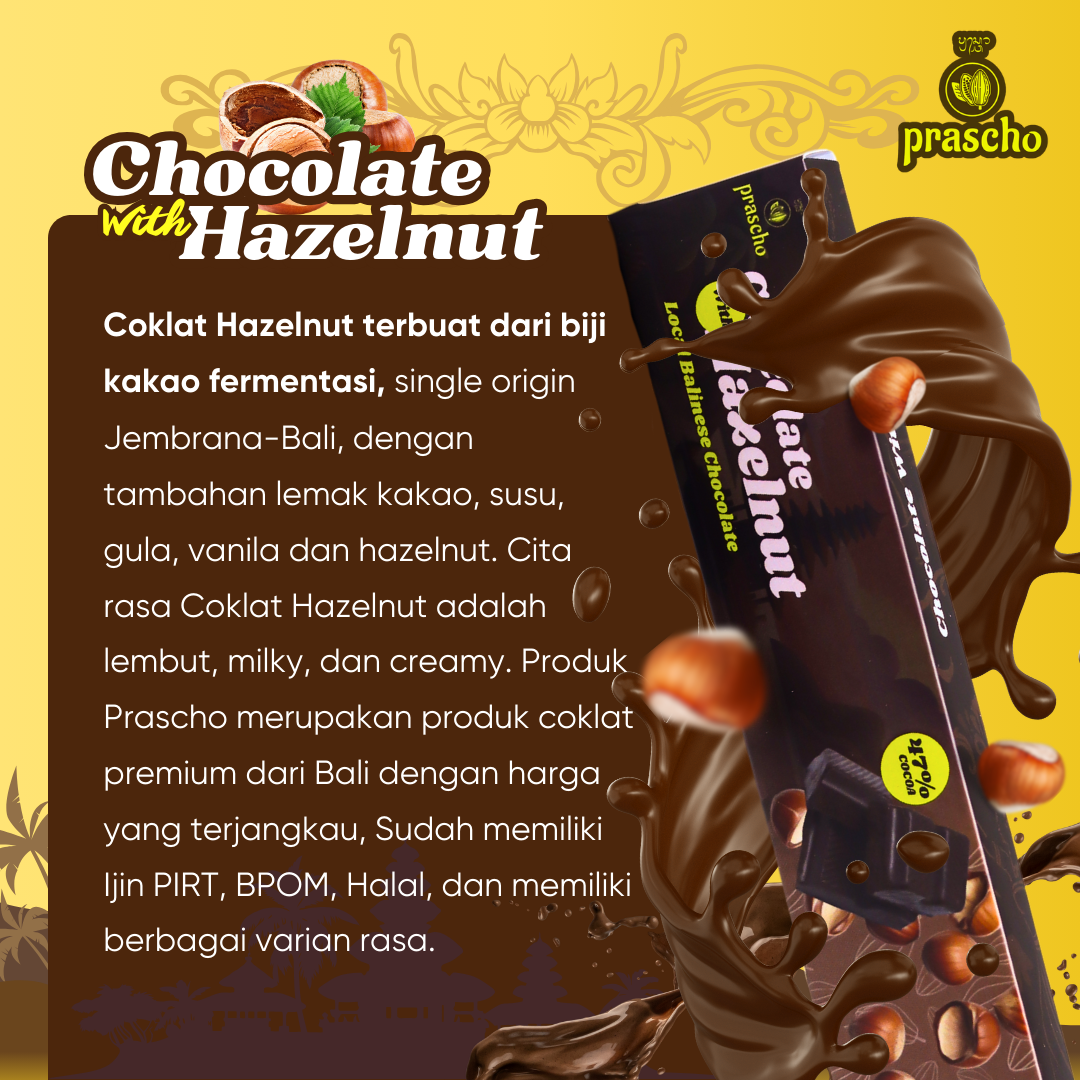 prascho
Chocolate
With Hazelnut
Coklat Hazelnut terbuat dari biji
kakao fermentasi, single origin
Jembrana-Bali, dengan
tambahan lemak kakao, susu,
gula, vanila dan hazelnut. Cita
rasa Coklat Hazelnut adalah
lembut, milky, dan creamy. Produk
Prascho merupakan produk coklat
premium dari Bali dengan harga
yang terjangkau, Sudah memiliki
Ijin PIRT, BPOM, Halal, dan memiliki
berbagai varian rasa.
prascho
Hazelnut
Balinese Chocolate
Chocolate
47%
COCOA